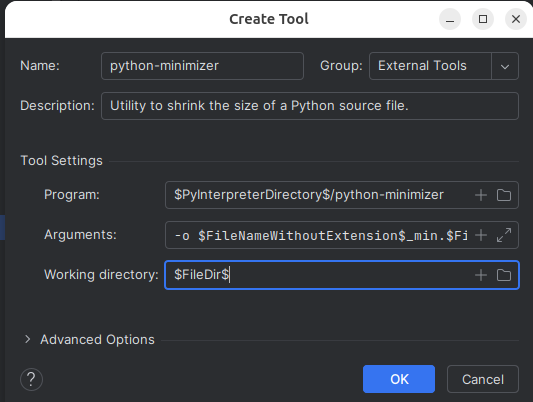 Create Tool
Name: python-minimizer Group: External Tools
Description: Utility to shrink the size of a Python source file.
Tool Settings
Program: $PyInterpreterDirectory$/python-minimizer
Arguments: -o $FileNameWithoutExtension$_min.$Fi
Working directory: $FileDir$
Advanced Options
? OK Cancel